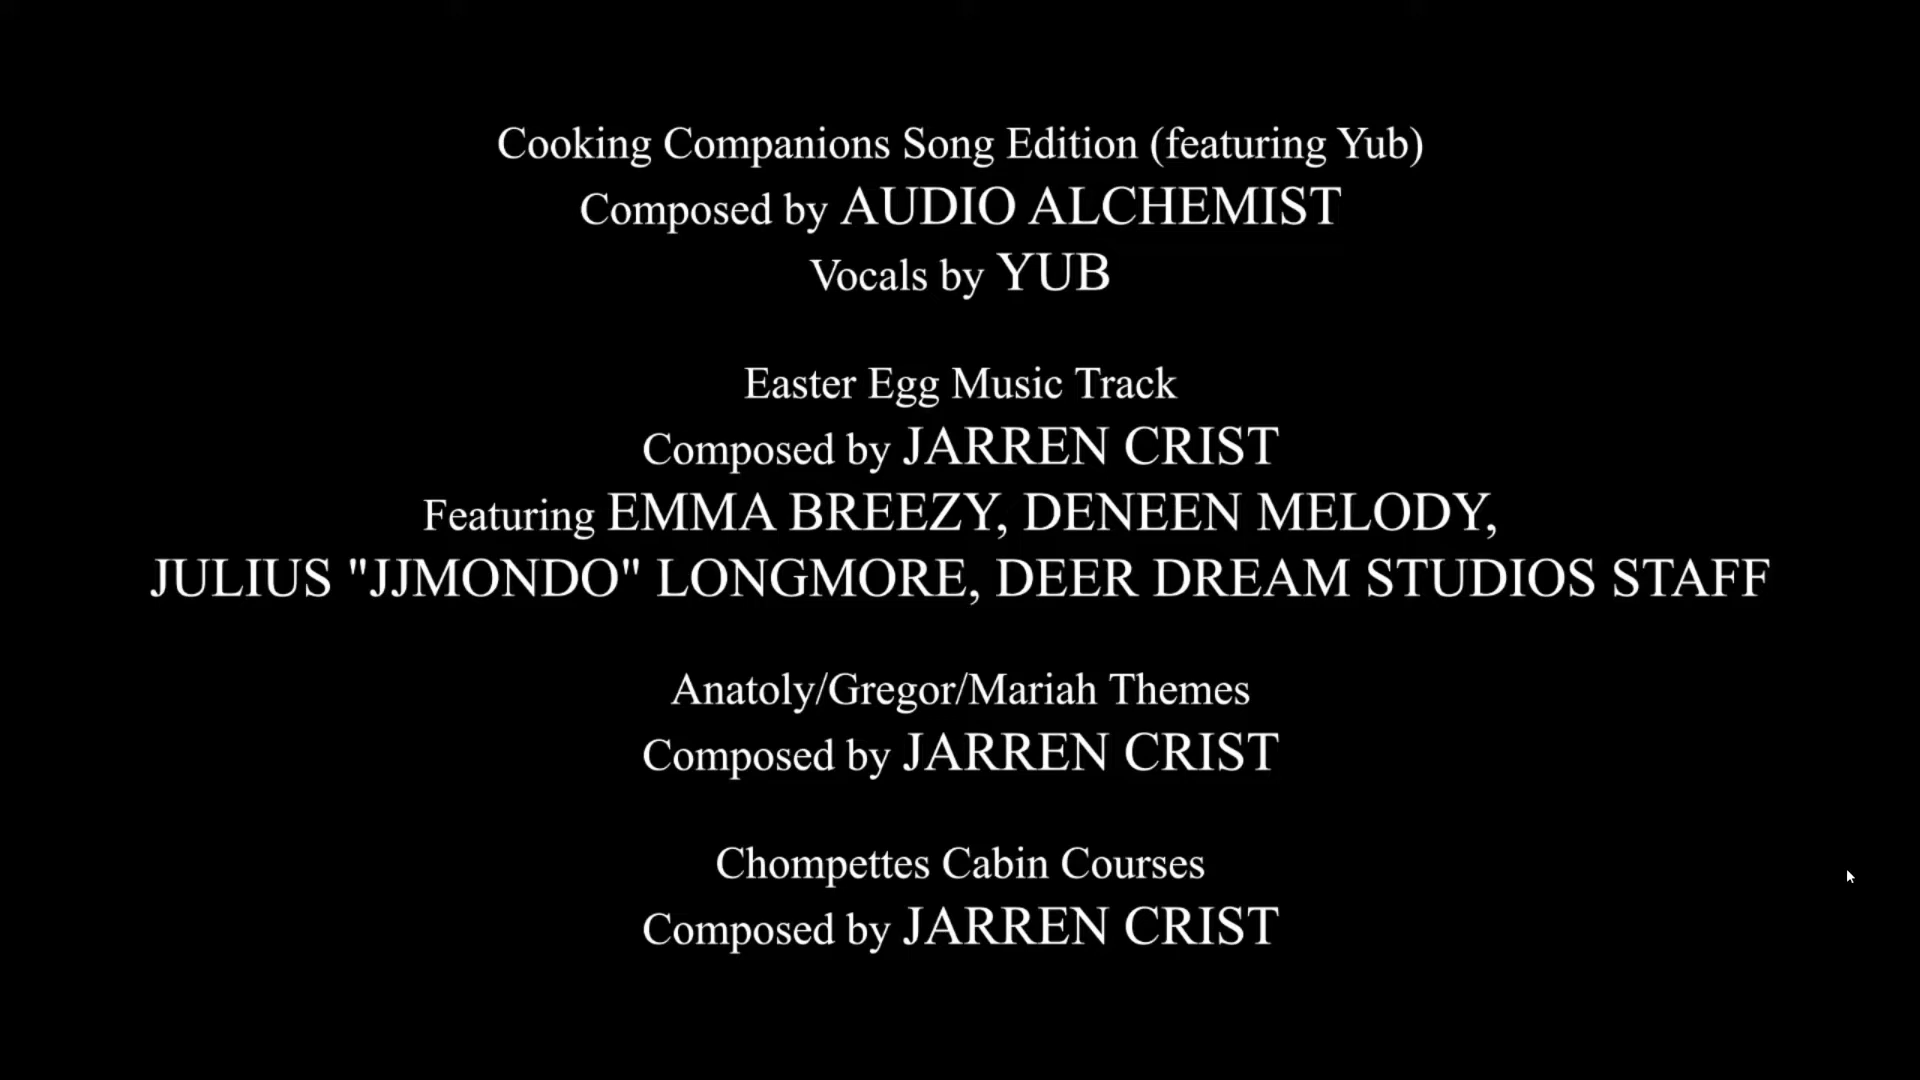 Cooking Companions Song Edition (featuring Yub)
Composed by AUDIO ALCHEMIST
Vocals by YUB
Easter Egg Music Track
Composed by JARREN CRIST
Featuring EMMA BREEZY, DENEEN MELODY,
JULIUS "JJMONDO" LONGMORE, DEER DREAM STUDIOS STAFF
Anatoly/Gregor/Mariah Themes
Composed by JARREN CRIST
Chompettes Cabin Courses
Composed by JARREN CRIST